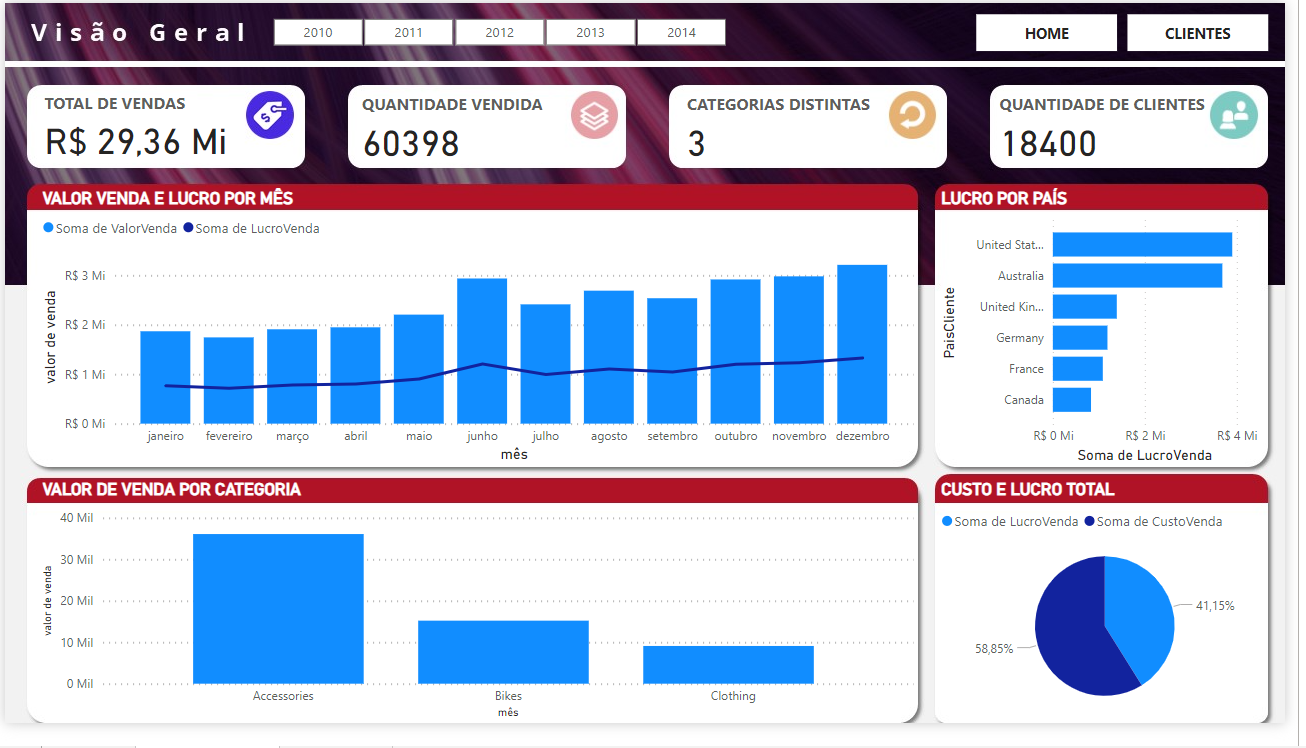 Visão Geral
2010 2011 2012 2013 2014
HOME CLIENTES
TOTAL DE VENDAS
R$ 29,36 Mi
QUANTIDADE VENDIDA
60398
CATEGORIAS DISTINTAS
3
QUANTIDADE DE CLIENTES
18400
VALOR VENDA E LUCRO POR MÊS
Soma de ValorVenda Soma de LucroVenda
valor de venda
R$ 3 Mi
R$ 2 Mi
R$ 1 Mi
R$ 0 Mi
janeiro fevereiro março abril maio junho julho agosto setembro outubro novembro dezembro
mês
LUCRO POR PAÍS
PaisCliente
United Stat...
Australia
United Kin...
Germany
France
Canada
R$ 0 Mi R$ 2 Mi R$ 4 Mi
Soma de LucroVenda
VALOR DE VENDA POR CATEGORIA
valor de venda
40 Mil
30 Mil
20 Mil
10 Mil
0 Mil
Accessories Bikes Clothing
mês
CUSTO E LUCRO TOTAL
Soma de LucroVenda Soma de CustoVenda
41,15%
58,85%